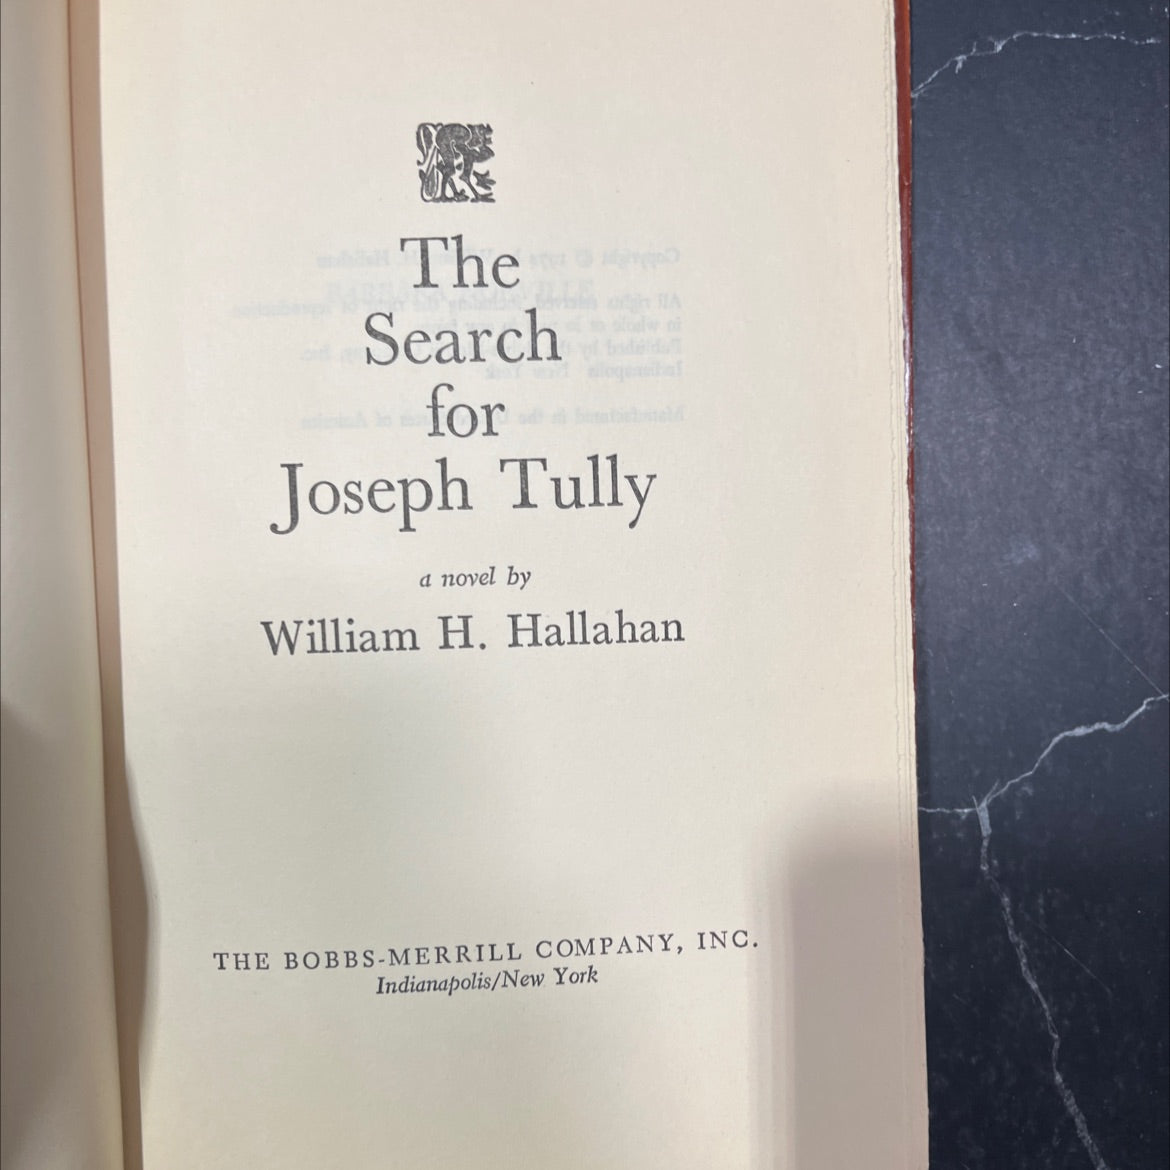 The
Search
for
Joseph Tully
a novel by
William H. Hallahan
THE BOBBS-MERRILL COMPANY, INC.
Indianapolis/New York